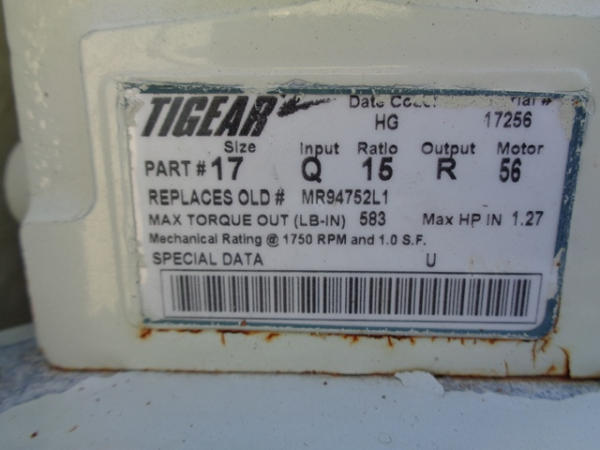 TIGEAR Date Code
HG 17256
Size Input Ratio Output Motor
PART # 17 Q 15 R 56
REPLACES OLD # MR94752L1
MAX TORQUE OUT (LB-IN) 583 Max HP IN 1.27
Mechanical Rating @ 1750 RPM and 1.0 S.F.
SPECIAL DATA U